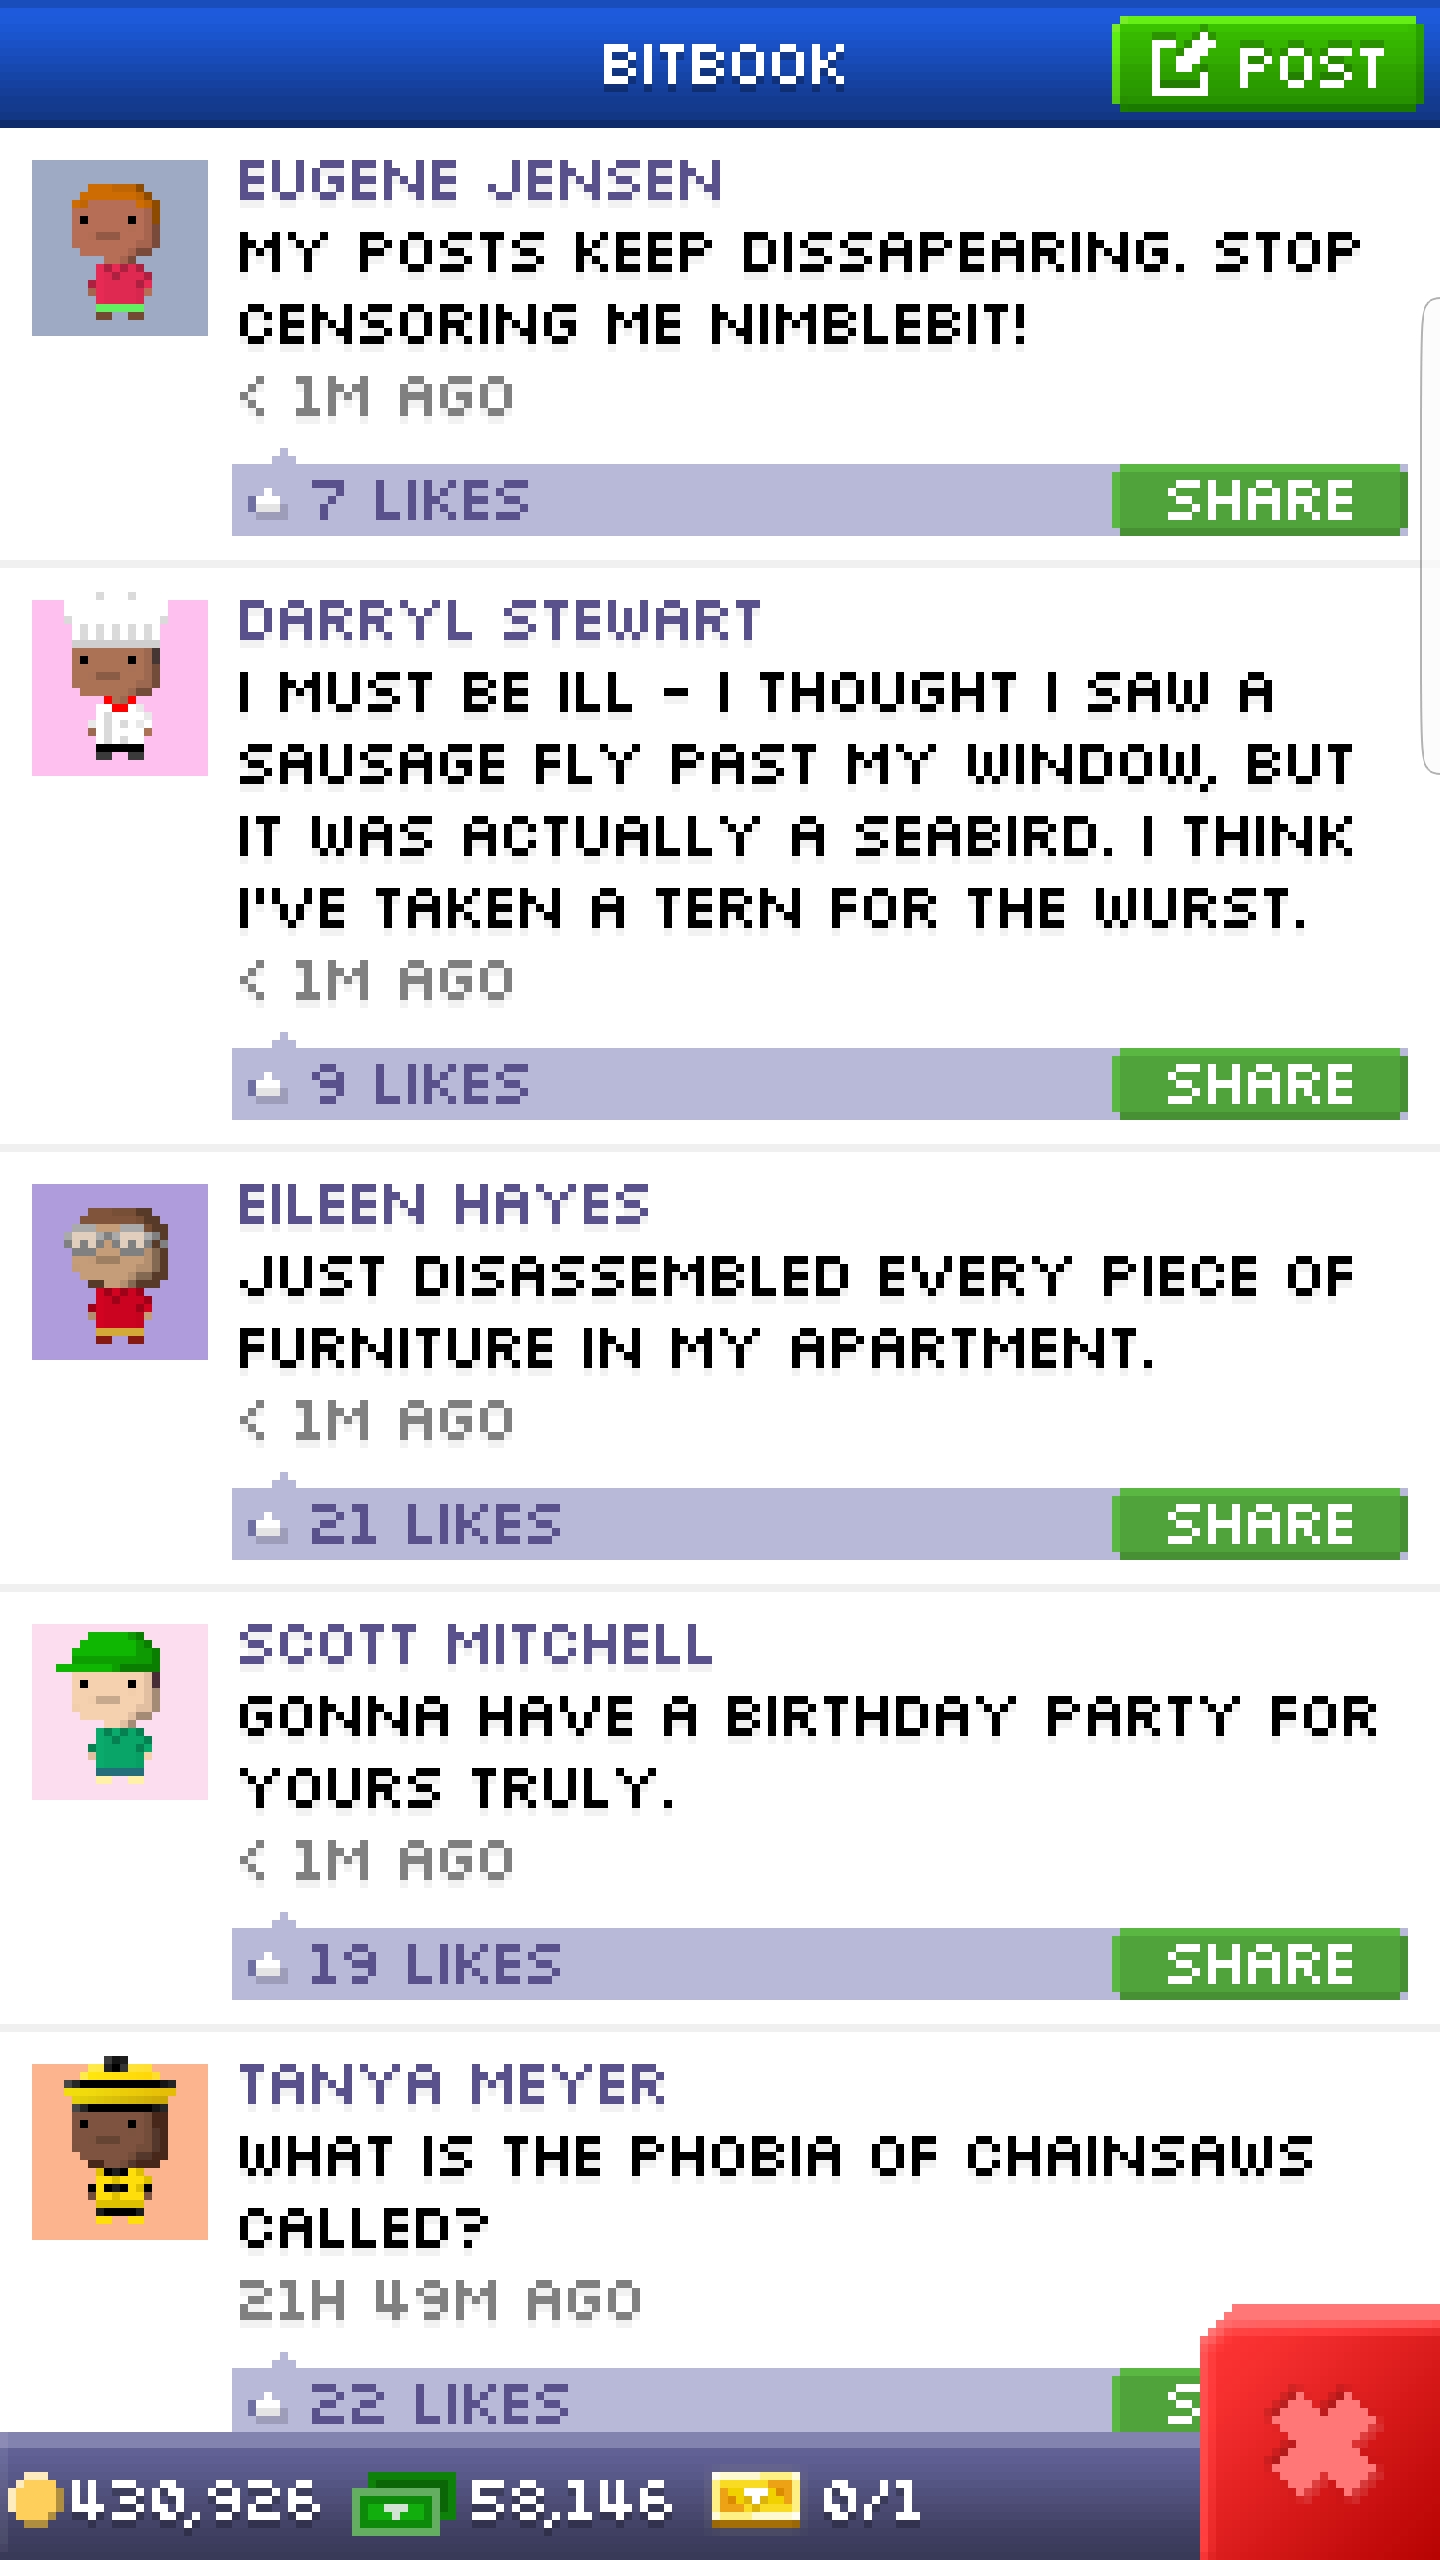 BITBOOK
POST
EUGENE JENSEN
MY POSTS KEEP DISSAPEARING. STOP
CENSORING ME NIMBLEBIT!
< 1M AGO
7 LIKES
SHARE
DARRYL STEWART
I MUST BE ILL - I THOUGHT I SAW A
SAUSAGE FLY PAST MY WINDOW, BUT
IT WAS ACTUALLY A SEABIRD. I THINK
I'VE TAKEN A TERN FOR THE WURST.
< 1M AGO
9 LIKES
SHARE
EILEEN HAYES
JUST DISASSEMBLED EVERY PIECE OF
FURNITURE IN MY APARTMENT.
< 1M AGO
21 LIKES
SHARE
SCOTT MITCHELL
GONNA HAVE A BIRTHDAY PARTY FOR
YOURS TRULY.
< 1M AGO
19 LIKES
SHARE
TANYA MEYER
WHAT IS THE PHOBIA OF CHAINSAWS
CALLED?
21H 49M AGO
22 LIKES
S
430,926 58,146 0/1